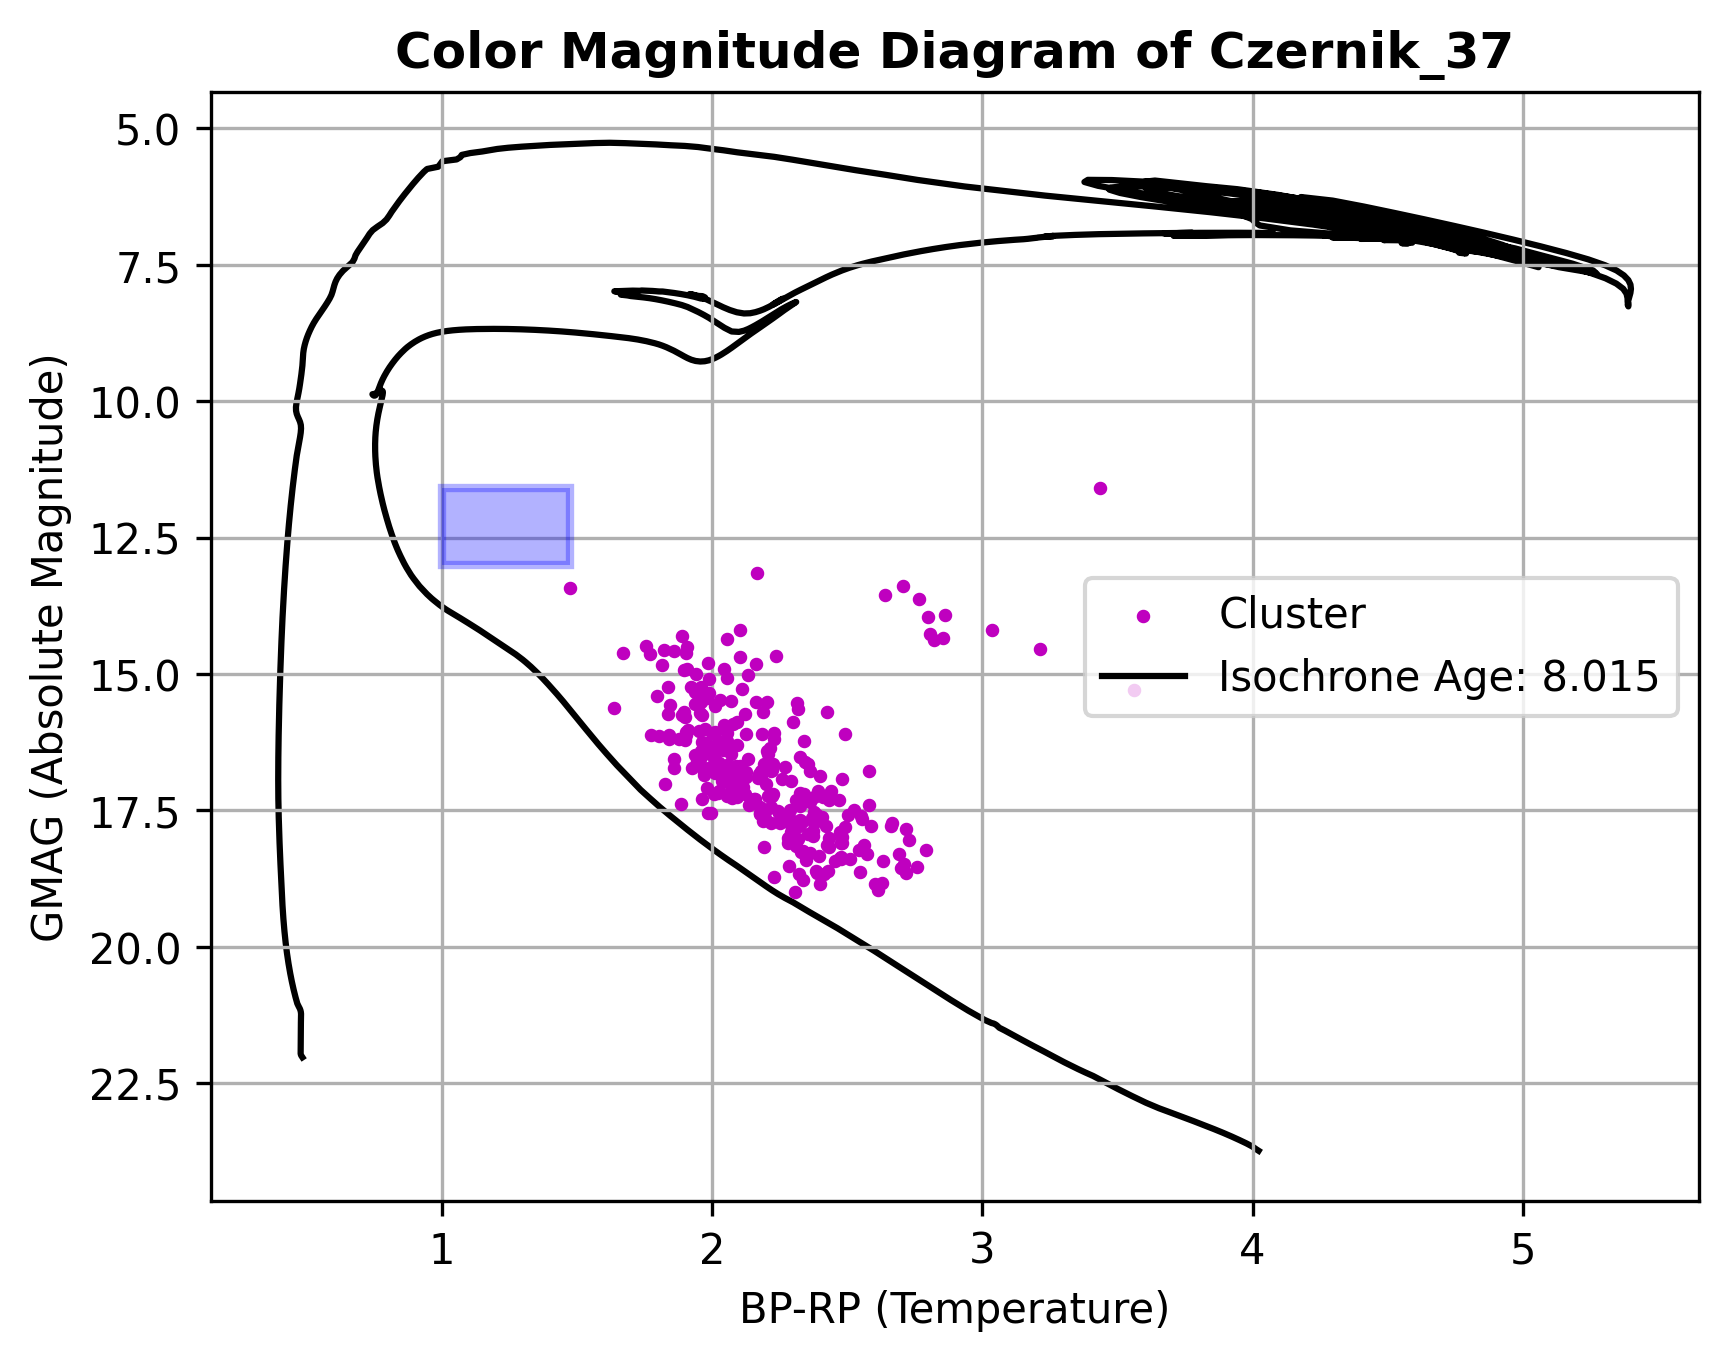 Color Magnitude Diagram of Czernik_37
GMAG (Absolute Magnitude)
5.0
7.5
10.0
12.5
15.0
17.5
20.0
22.5
Cluster
Isochrone Age: 8.015
1 2 3 4 5
BP-RP (Temperature)